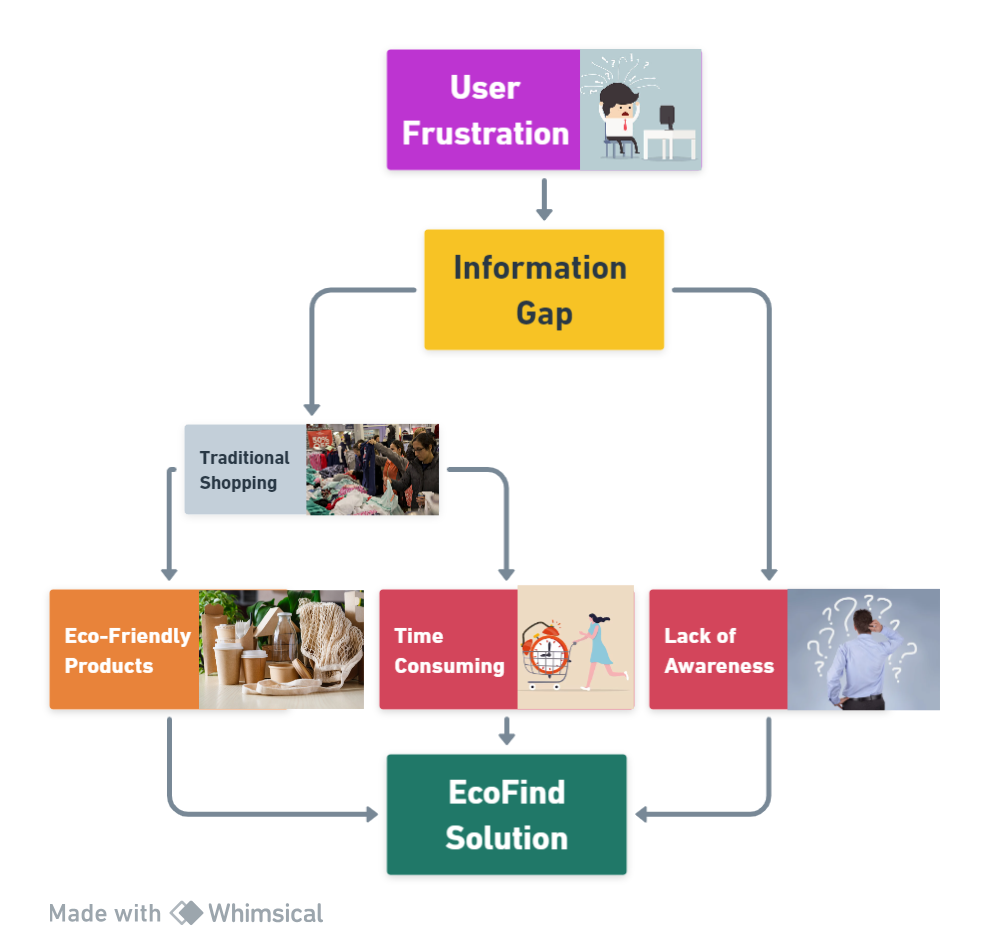 User
Frustration
Information
Gap
50%
Traditional
Shopping
Eco-Friendly
Products
Time
Consuming
Lack of
Awareness
EcoFind
Solution
Made with Whimsical